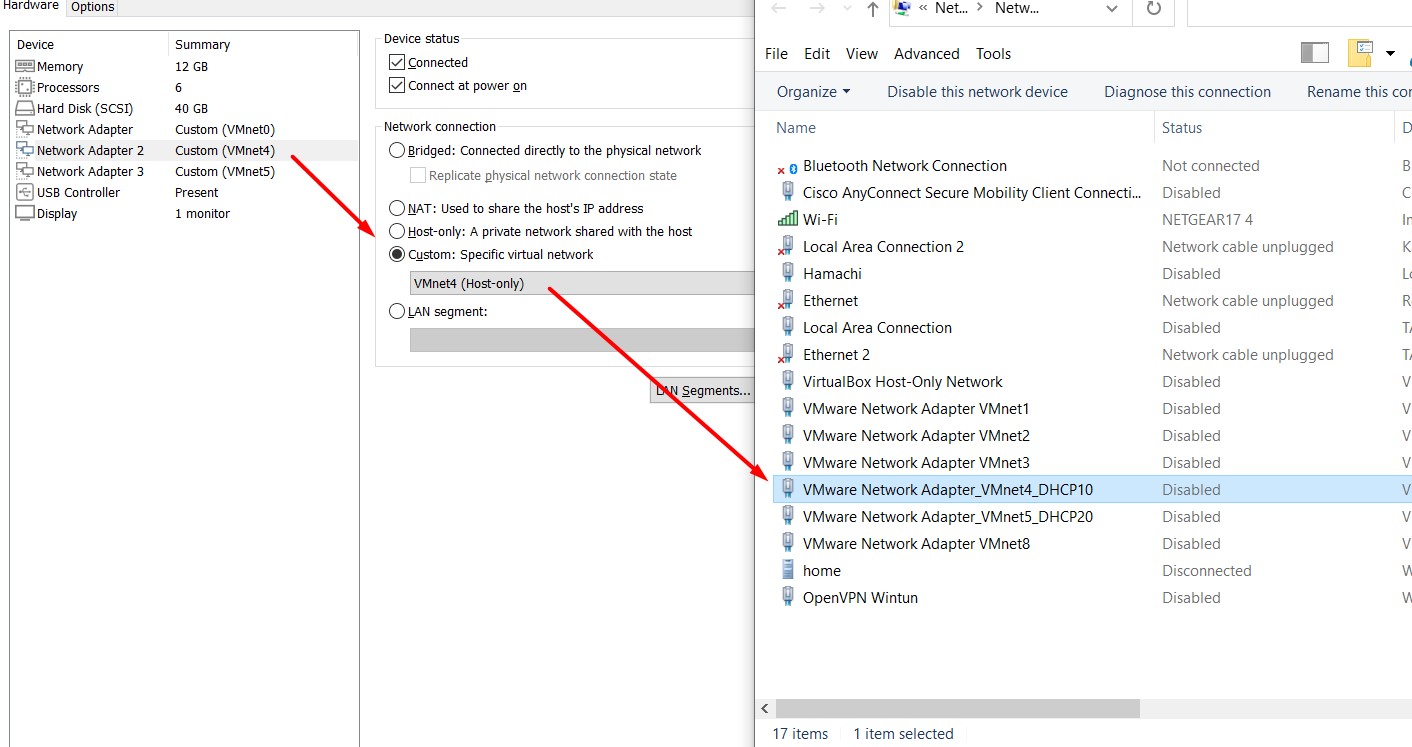 Hardware Options
Device Summary
Memory 12 GB
Processors 6
Hard Disk (SCSI) 40 GB
Network Adapter Custom (VMnet0)
Network Adapter 2 Custom (VMnet4)
Network Adapter 3 Custom (VMnet5)
USB Controller Present
Display 1 monitor
Device status
Connected
Connect at power on
Network connection
Bridged: Connected directly to the physical network
Replicate physical network connection state
NAT: Used to share the host's IP address
Host-only: A private network shared with the host
Custom: Specific virtual network
VMnet4 (Host-only)
LAN segment:
LAN Segments...
« Net... > Netw...
File Edit View Advanced Tools
Organize Disable this network device Diagnose this connection Rename this cor
Name Status D
Bluetooth Network Connection Not connected B
Cisco AnyConnect Secure Mobility Client Connecti... Disabled C
Wi-Fi NETGEAR17 4 In
Local Area Connection 2 Network cable unplugged K
Hamachi Disabled Lo
Ethernet Network cable unplugged R
Local Area Connection Disabled TA
Ethernet 2 Network cable unplugged TA
VirtualBox Host-Only Network Disabled V
VMware Network Adapter VMnet1 Disabled V
VMware Network Adapter VMnet2 Disabled V
VMware Network Adapter VMnet3 Disabled V
VMware Network Adapter_VMnet4_DHCP10 Disabled V
VMware Network Adapter_VMnet5_DHCP20 Disabled V
VMware Network Adapter VMnet8 Disabled V
home Disconnected W
OpenVPN Wintun Disabled W
17 items 1 item selected